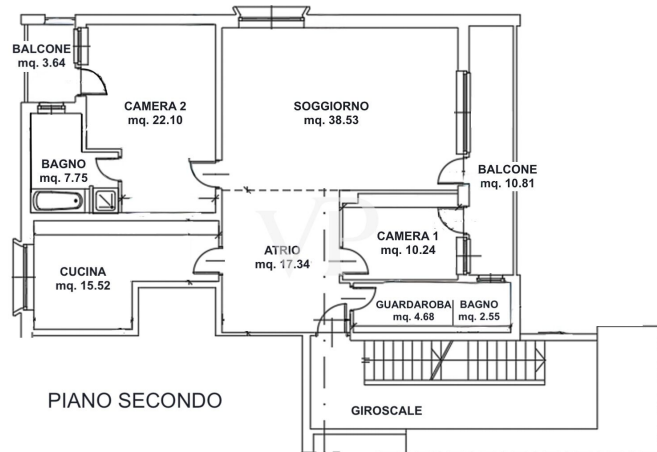 BALCONE
mq. 3.64
CAMERA 2
mq. 22.10
SOGGIORNO
mq. 38.53
BAGNO
mq. 7.75
BALCONE
mq. 10.81
VP
CAMERA 1
mq. 10.24
ATRIO
mq. 17.34
CUCINA
mq. 15.52
GUARDAROBA
mq. 4.68
BAGNO
mq. 2.55
PIANO SECONDO
GIROSCALE